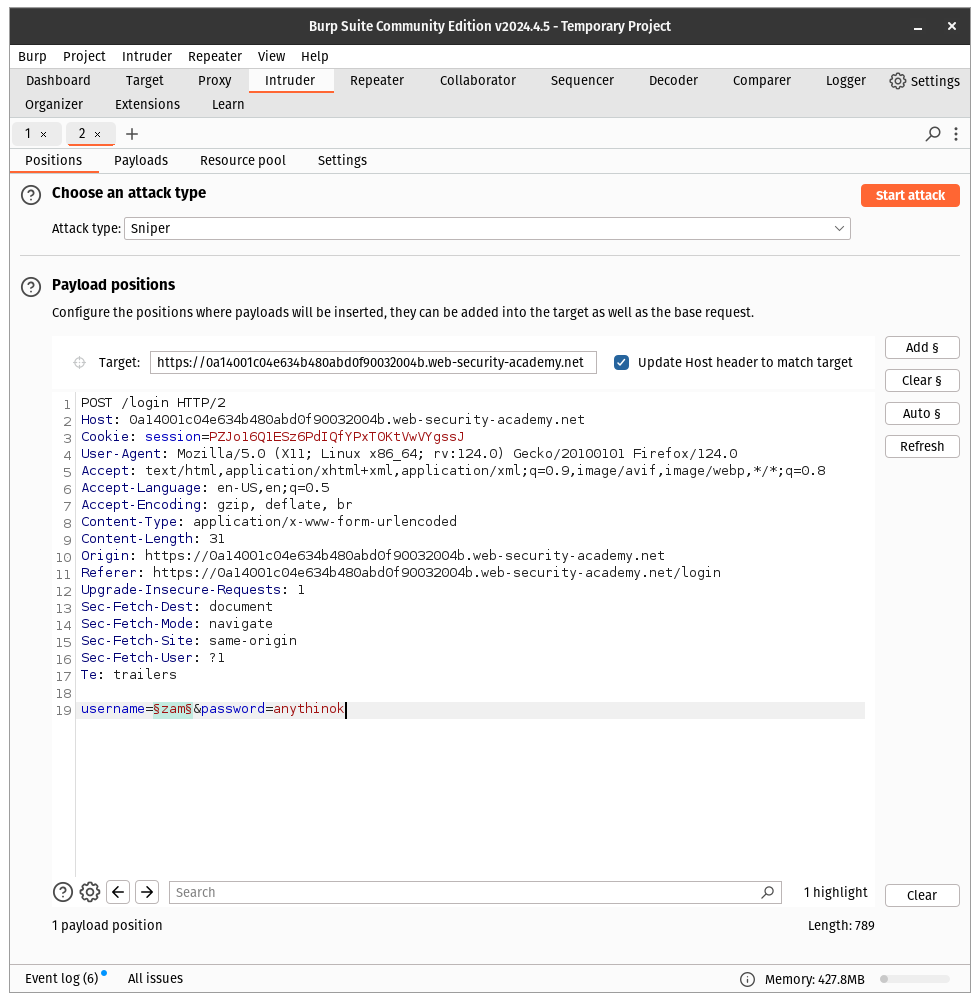 Burp Suite Community Edition v2024.4.5 - Temporary Project
Burp Project Intruder Repeater View Help
Dashboard Target Proxy Intruder Repeater Collaborator Sequencer Decoder Comparer Logger Settings
Organizer Extensions Learn
1 × 2 × +
Positions Payloads Resource pool Settings
? Choose an attack type Start attack
Attack type: Sniper
? Payload positions
Configure the positions where payloads will be inserted, they can be added into the target as well as the base request.
Add §
Target: https://0a14001c04e634b480abd0f90032004b.web-security-academy.net Update Host header to match target
Clear §
Auto §
Refresh
1 POST /login HTTP/2
2 Host: 0a14001c04e634b480abd0f90032004b.web-security-academy.net
3 Cookie: session=PZJo16Q1ESz6PdIQfYPxTOKtVwVYgssJ
4 User-Agent: Mozilla/5.0 (X11; Linux x86_64; rv:124.0) Gecko/20100101 Firefox/124.0
5 Accept: text/html,application/xhtml+xml,application/xml;q=0.9,image/avif,image/webp,*/*;q=0.8
6 Accept-Language: en-US,en;q=0.5
7 Accept-Encoding: gzip, deflate, br
8 Content-Type: application/x-www-form-urlencoded
9 Content-Length: 31
10 Origin: https://0a14001c04e634b480abd0f90032004b.web-security-academy.net
11 Referer: https://0a14001c04e634b480abd0f90032004b.web-security-academy.net/login
12 Upgrade-Insecure-Requests: 1
13 Sec-Fetch-Dest: document
14 Sec-Fetch-Mode: navigate
15 Sec-Fetch-Site: same-origin
16 Sec-Fetch-User: ?1
17 Te: trailers
18
19 username=§zam§&password=anythinok
? Search 1 highlight Clear
1 payload position Length: 789
Event log (6) All issues Memory: 427.8MB